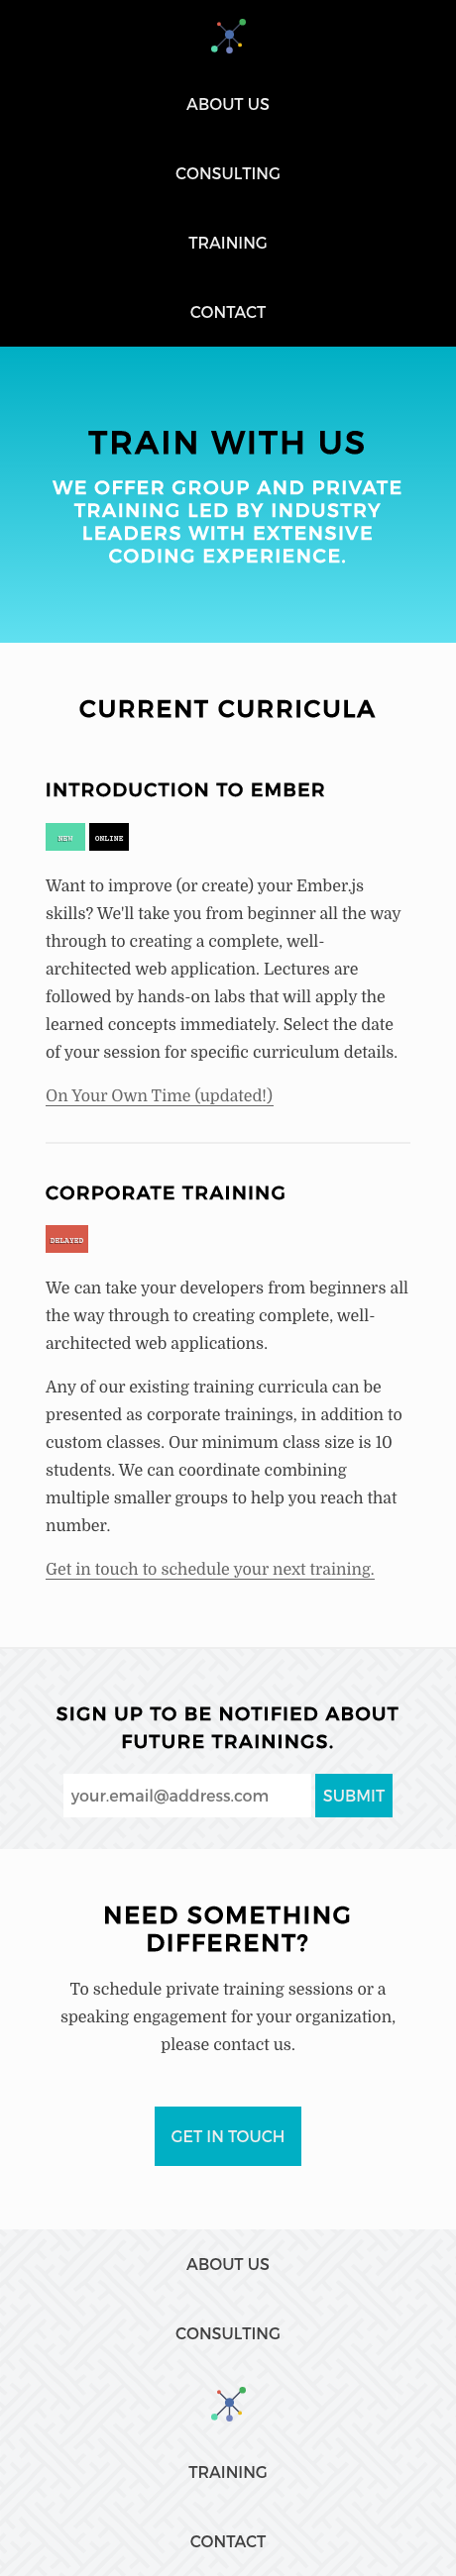 ABOUT US
CONSULTING
TRAINING
CONTACT
TRAIN WITH US
WE OFFER GROUP AND PRIVATE
TRAINING LED BY INDUSTRY
LEADERS WITH EXTENSIVE
CODING EXPERIENCE.
CURRENT CURRICULA
INTRODUCTION TO EMBER
NEW ONLINE
Want to improve (or create) your Ember.js
skills? We'll take you from beginner all the way
through to creating a complete, well-
architected web application. Lectures are
followed by hands-on labs that will apply the
learned concepts immediately. Select the date
of your session for specific curriculum details.
On Your Own Time (updated!)
CORPORATE TRAINING
DELAYED
We can take your developers from beginners all
the way through to creating complete, well-
architected web applications.
Any of our existing training curricula can be
presented as corporate trainings, in addition to
custom classes. Our minimum class size is 10
students. We can coordinate combining
multiple smaller groups to help you reach that
number.
Get in touch to schedule your next training.
SIGN UP TO BE NOTIFIED ABOUT
FUTURE TRAININGS.
your.email@address.com SUBMIT
NEED SOMETHING
DIFFERENT?
To schedule private training sessions or a
speaking engagement for your organization,
please contact us.
GET IN TOUCH
ABOUT US
CONSULTING
TRAINING
CONTACT